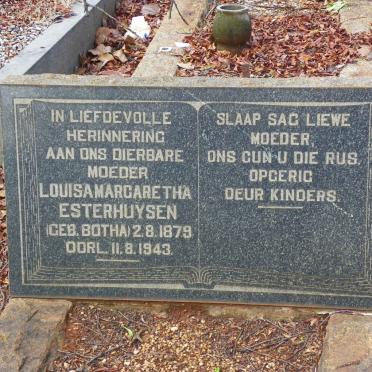 IN LIEFDEVOLLE
HERINNERING
AAN ONS DIERBARE
MOEDER
LOUISA MARGARETHA
ESTERHUYSEN
(GEB. BOTHA) 2.8.1879
OORL. 11.8.1943.
SLAAP SAG LIEWE
MOEDER,
ONS GUN U DIE RUS.
OPGERIG
DEUR KINDERS.